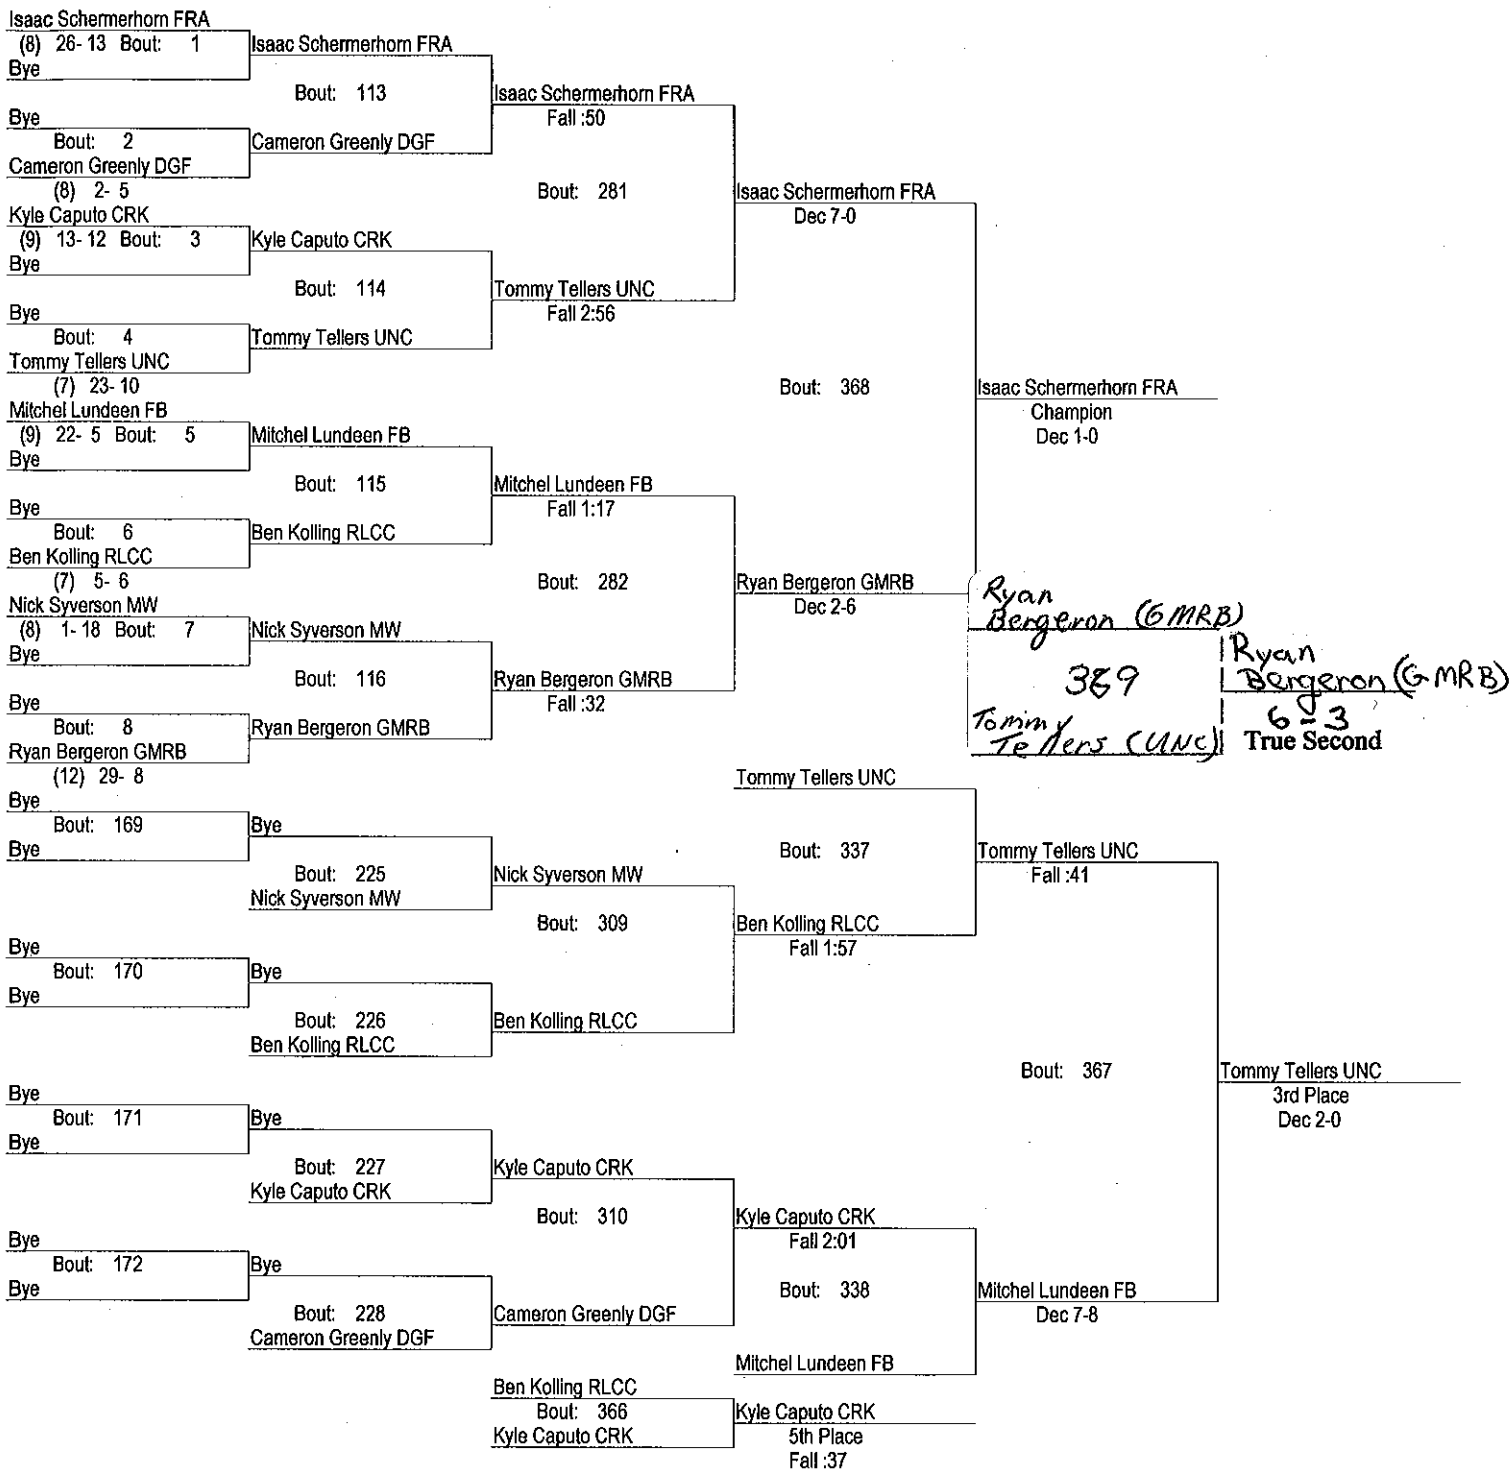 Isaac Schermerhorn FRA
(8) 26- 13 Bout: 1
Bye
Bye
Bout: 2
Cameron Greenly DGF
(8) 2- 5
Kyle Caputo CRK
(9) 13- 12 Bout: 3
Bye
Bye
Bout: 4
Tommy Tellers UNC
(7) 23- 10
Mitchel Lundeen FB
(9) 22- 5 Bout: 5
Bye
Bye
Bout: 6
Ben Kolling RLCC
(7) 5- 6
Nick Syverson MW
(8) 1- 18 Bout: 7
Bye
Bye
Bout: 8
Ryan Bergeron GMRB
(12) 29- 8
Isaac Schermerhorn FRA
Bout: 113
Cameron Greenly DGF
Kyle Caputo CRK
Bout: 114
Tommy Tellers UNC
Mitchel Lundeen FB
Bout: 115
Ben Kolling RLCC
Nick Syverson MW
Bout: 116
Ryan Bergeron GMRB
Isaac Schermerhorn FRA
Fall :50
Bout: 281
Tommy Tellers UNC
Fall 2:56
Mitchel Lundeen FB
Fall 1:17
Bout: 282
Ryan Bergeron GMRB
Fall :32
Isaac Schermerhorn FRA
Dec 7-0
Bout: 368
Ryan Bergeron GMRB
Dec 2-6
Isaac Schermerhorn FRA
Champion
Dec 1-0
Ryan
Bergeron (GMRB)
Tommy
Tellers (UNC)
Ryan
Bergeron (GMRB)
6-3
True Second
Bye
Bout: 169
Bye
Bye
Bout: 170
Bye
Bye
Bout: 171
Bye
Bye
Bout: 172
Bye
Bye
Bout: 225
Nick Syverson MW
Bye
Bout: 226
Ben Kolling RLCC
Bye
Bout: 227
Kyle Caputo CRK
Bye
Bout: 228
Cameron Greenly DGF
Nick Syverson MW
Bout: 309
Ben Kolling RLCC
Kyle Caputo CRK
Bout: 310
Cameron Greenly DGF
Tommy Tellers UNC
Bout: 337
Ben Kolling RLCC
Fall 1:57
Kyle Caputo CRK
Fall 2:01
Bout: 338
Mitchel Lundeen FB
Tommy Tellers UNC
Fall :41
Bout: 367
Mitchel Lundeen FB
Dec 7-8
Tommy Tellers UNC
3rd Place
Dec 2-0
Ben Kolling RLCC
Bout: 366
Kyle Caputo CRK
Kyle Caputo CRK
5th Place
Fall :37